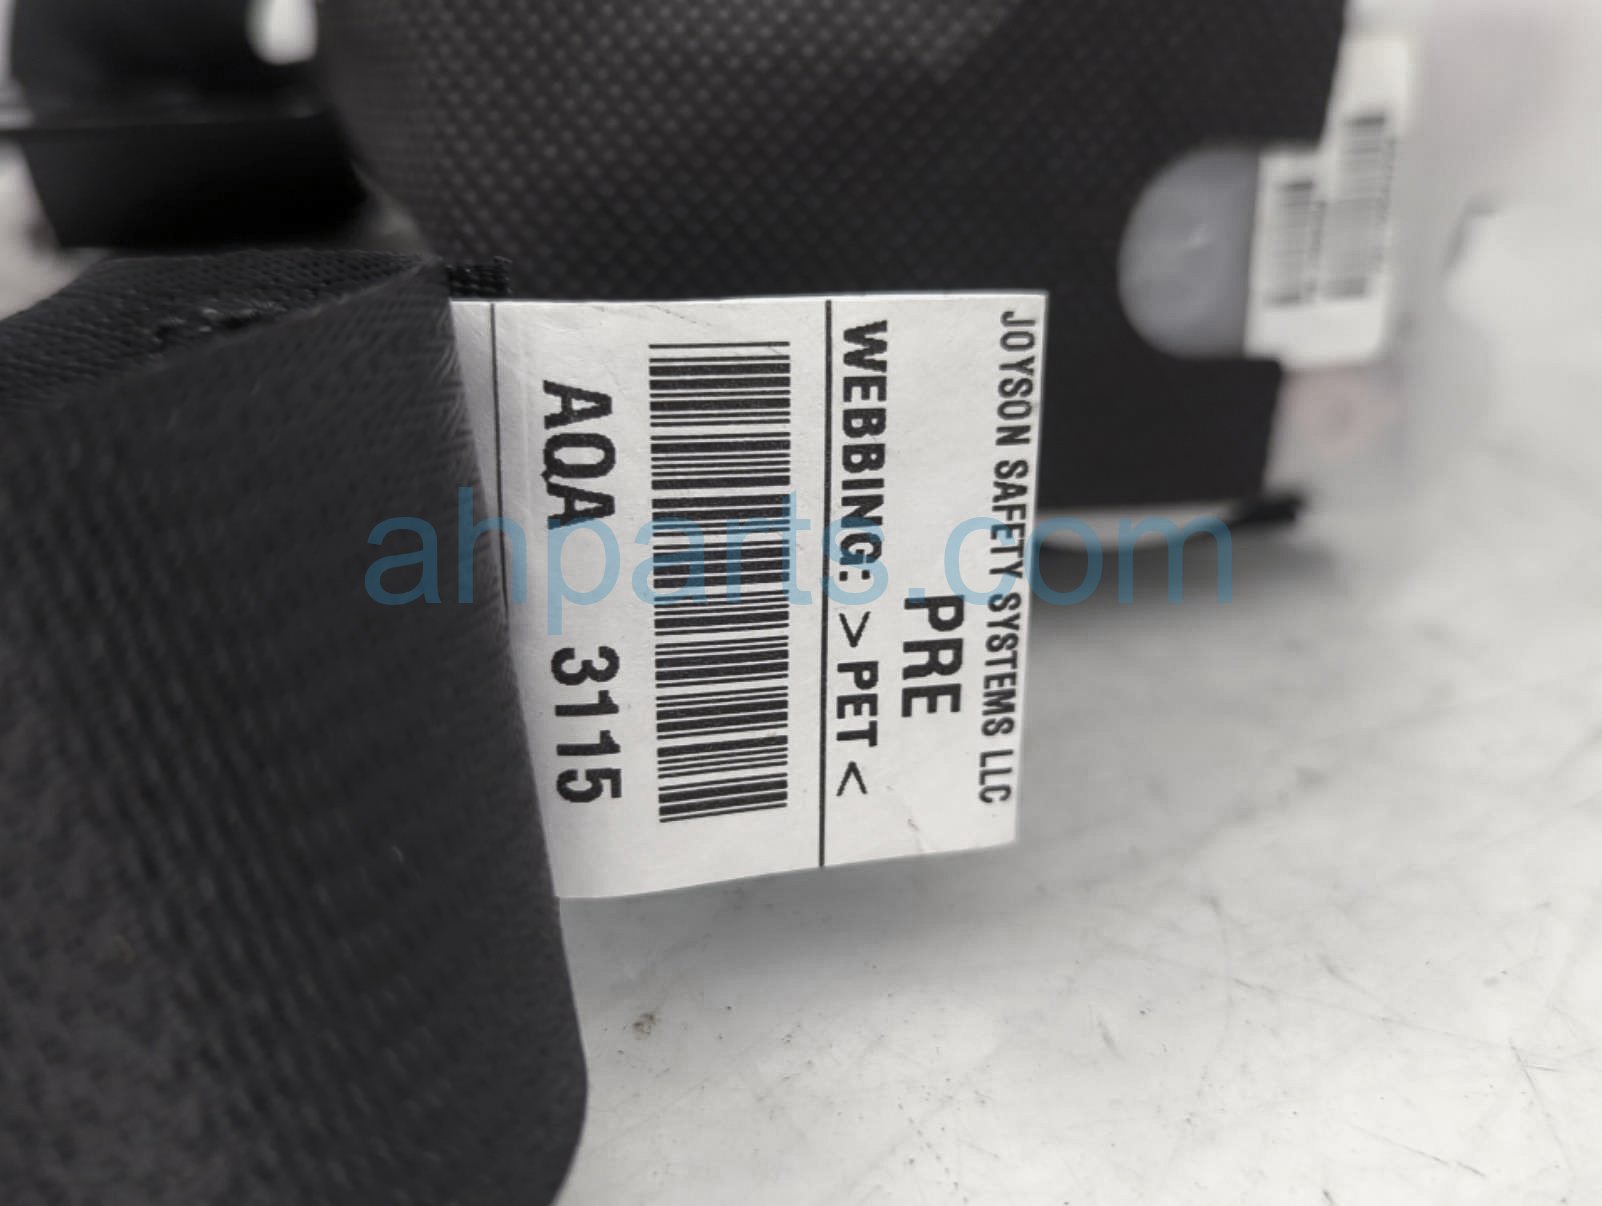 JOYSON SAFETY SYSTEMS LLC
PRE
WEBBING: >PET<
AQA 3115
ahparts.com